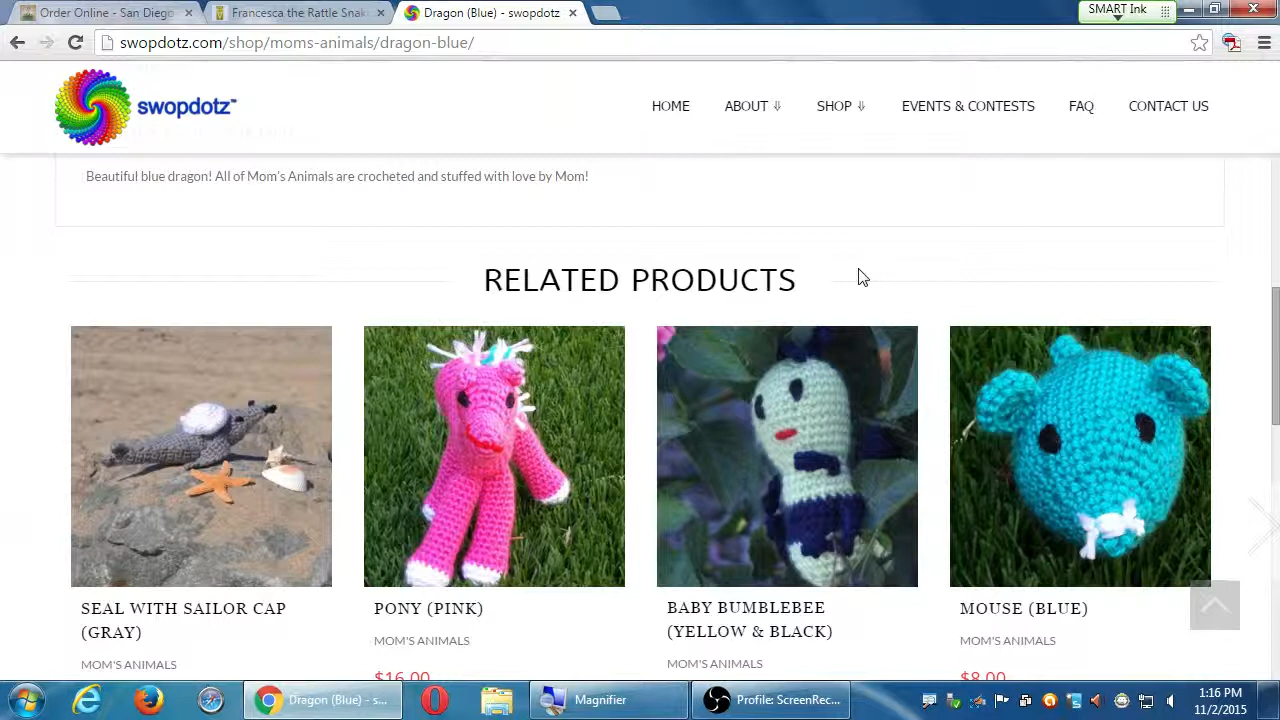 Order Online - San Diego
Francesca the Rattle Snak
Dragon (Blue) - swopdotz
SMART Ink
swopdotz.com/shop/moms-animals/dragon-blue/
swopdotz™
HOME
ABOUT ⇩
SHOP ⇩
EVENTS & CONTESTS
FAQ
CONTACT US
Beautiful blue dragon! All of Mom's Animals are crocheted and stuffed with love by Mom!
RELATED PRODUCTS
SEAL WITH SAILOR CAP
(GRAY)
MOM'S ANIMALS
PONY (PINK)
MOM'S ANIMALS
$16.00
BABY BUMBLEBEE
(YELLOW & BLACK)
MOM'S ANIMALS
MOUSE (BLUE)
MOM'S ANIMALS
$8.00
Dragon (Blue) - s...
Magnifier
Profile: ScreenRec...
1:16 PM
11/2/2015